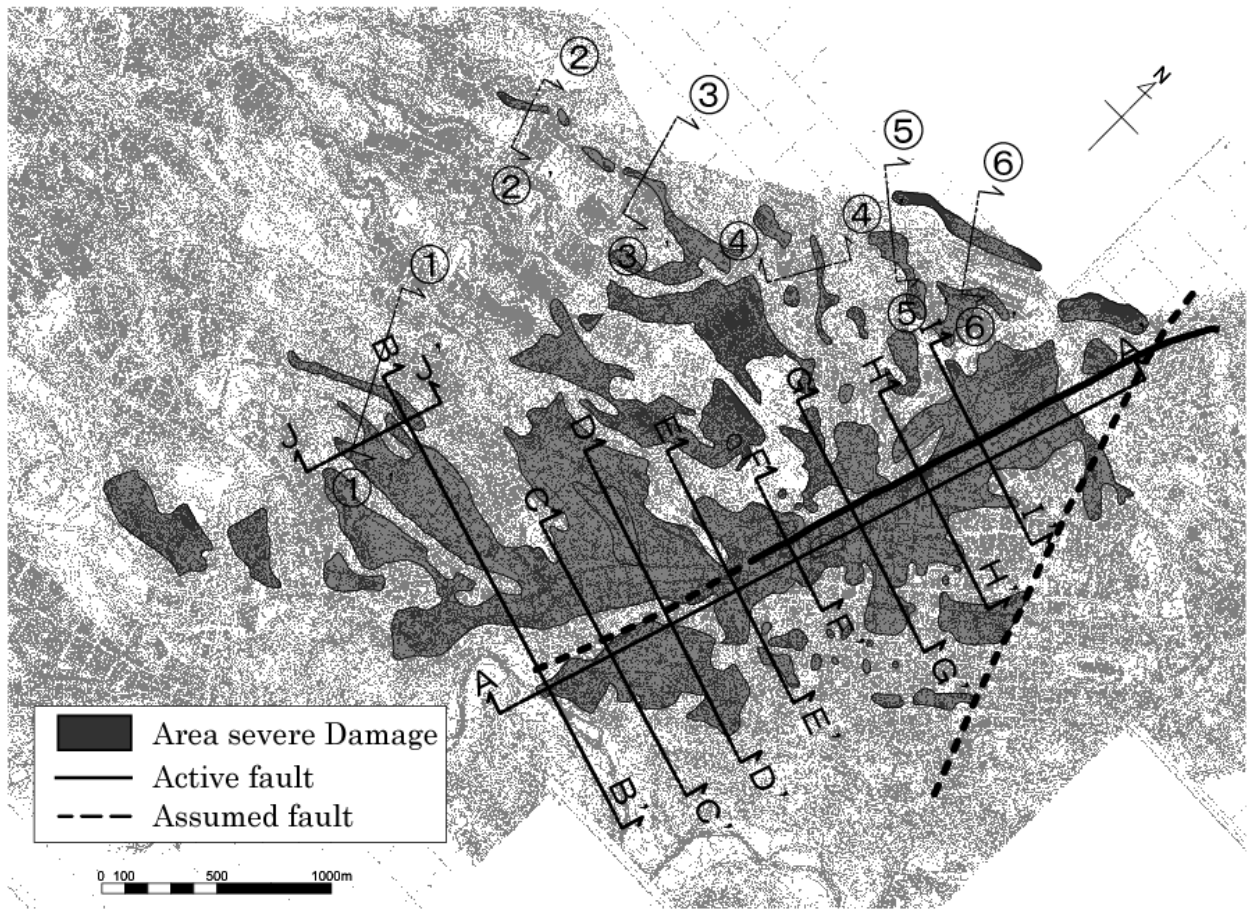 ②
N
③
⑤
⑥
②'
④
④'
①
③'
B
J'
⑤'
I
⑥'
A'
H
G
J
D
E
F
①'
C
I'
H'
F'
G'
A
E'
D'
B'
C'
Area severe Damage
Active fault
Assumed fault
0 100 500 1000m